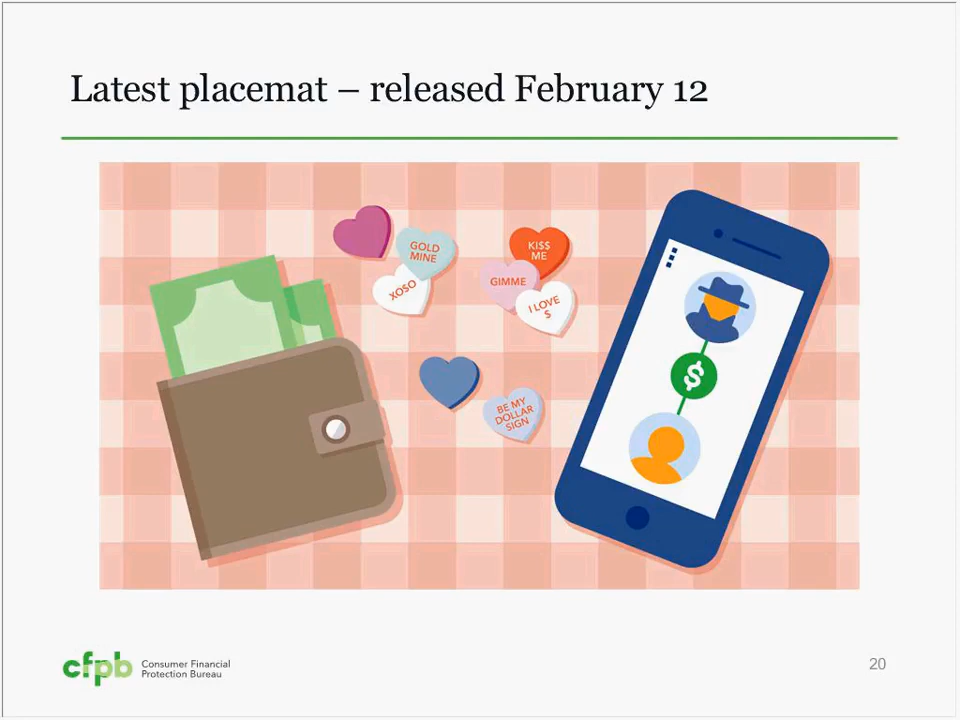 Latest placemat – released February 12
GOLD
MINE
XOSO
KI$$
ME
GIMME
I LOVE
$
$
BE MY
DOLLAR
SIGN
cfpb
Consumer Financial
Protection Bureau
20